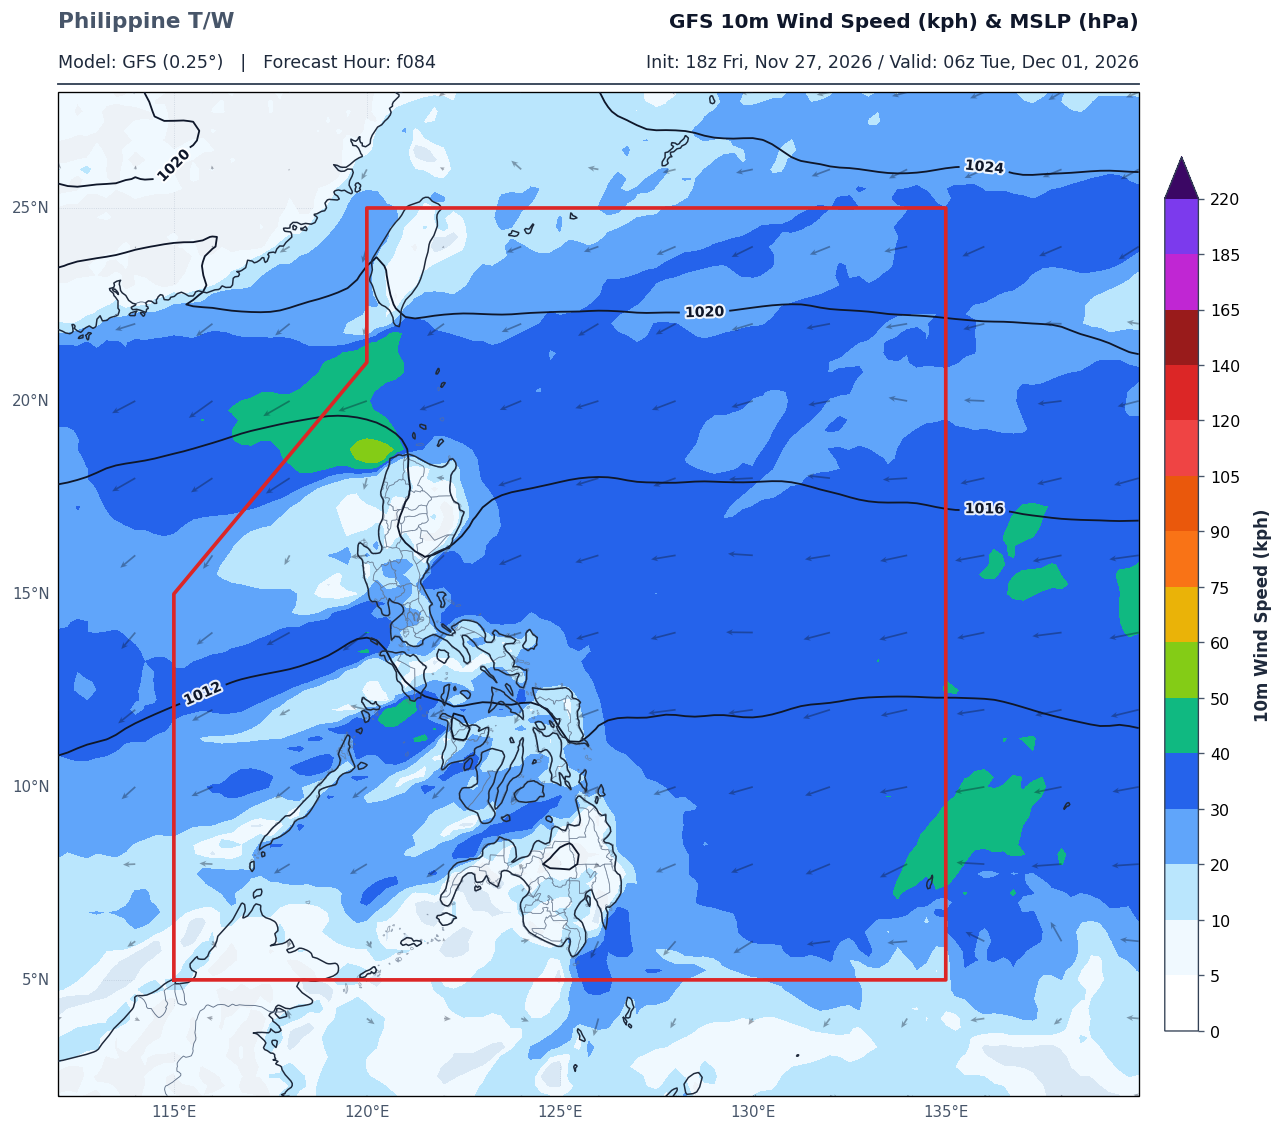 Philippine T/W
GFS 10m Wind Speed (kph) & MSLP (hPa)
Model: GFS (0.25°)   |   Forecast Hour: f084
Init: 18z Fri, Nov 27, 2026 / Valid: 06z Tue, Dec 01, 2026
1020
1024
1020
1016
1012
25°N
20°N
15°N
10°N
5°N
115°E
120°E
125°E
130°E
135°E
220
185
165
140
120
105
90
75
60
50
40
30
20
10
5
0
10m Wind Speed (kph)